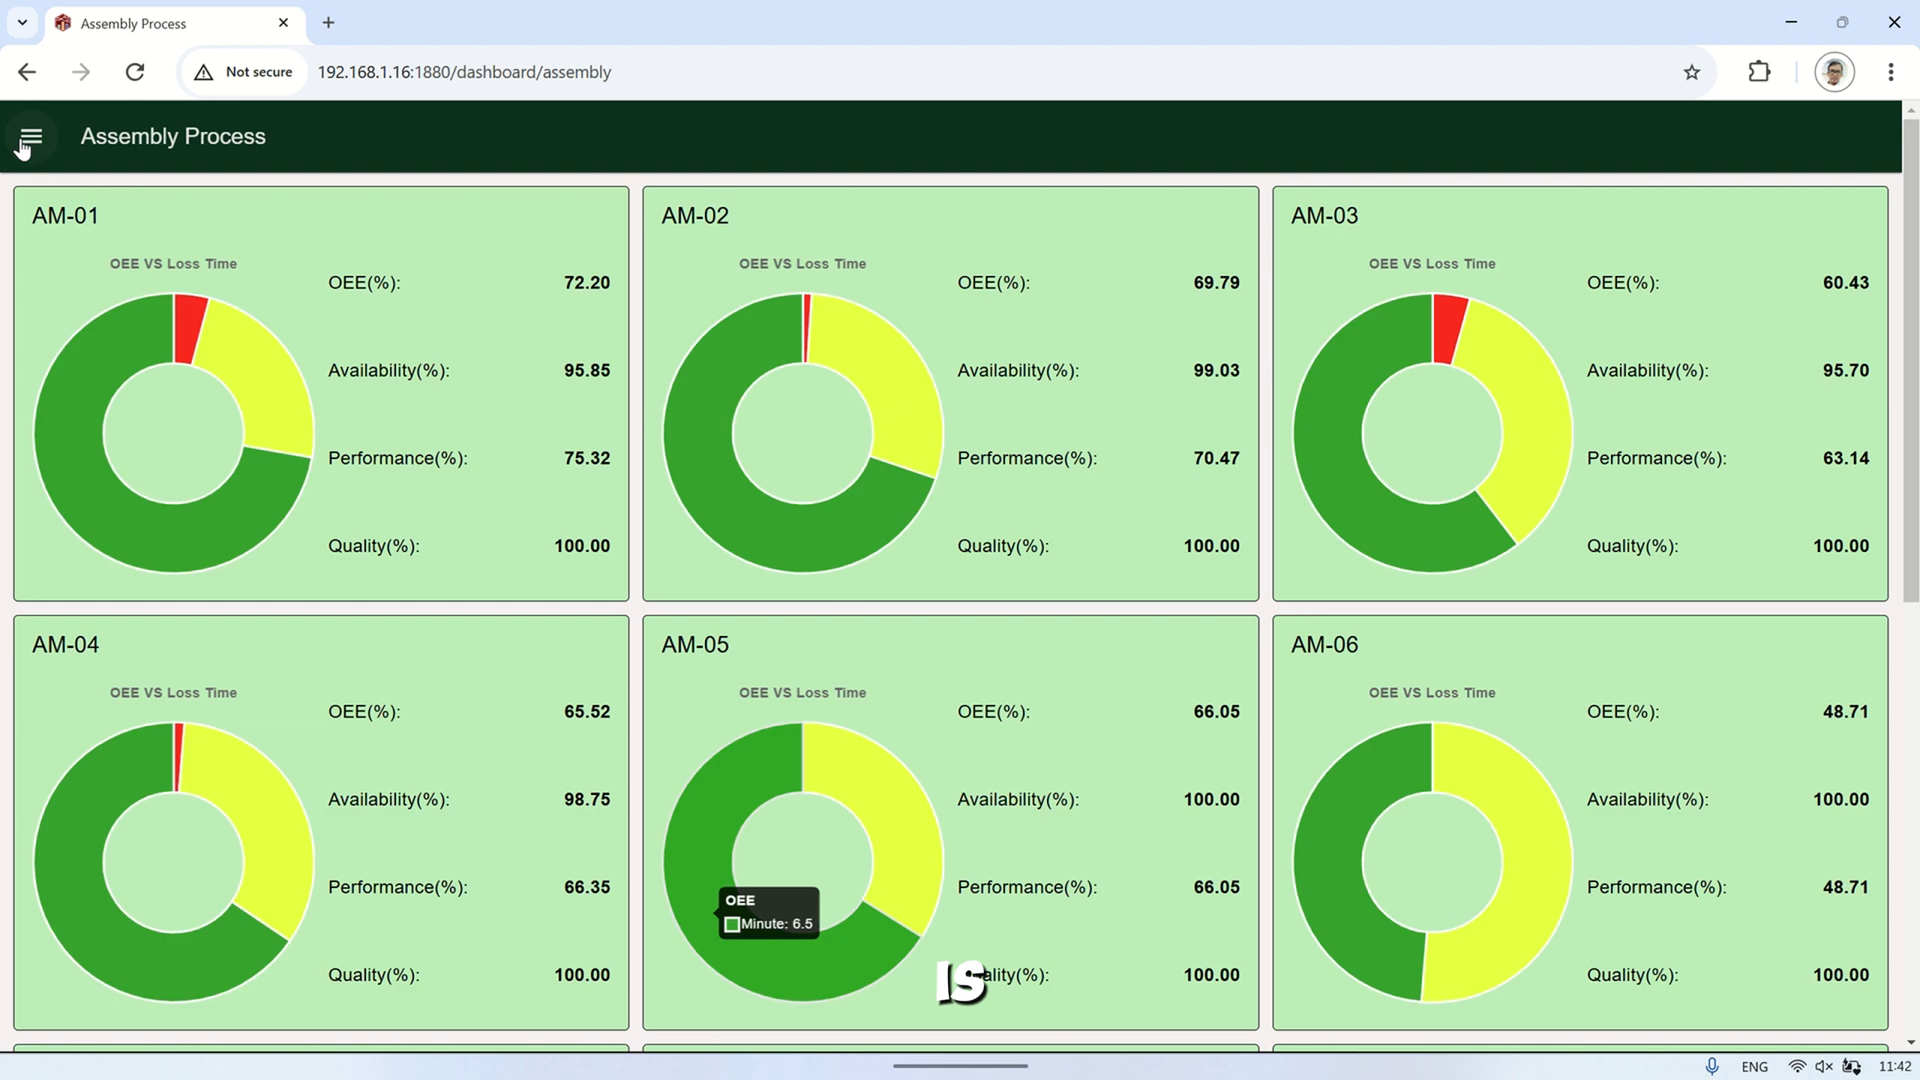 Assembly Process
Not secure
192.168.1.16:1880/dashboard/assembly
Assembly Process
AM-01
OEE VS Loss Time
OEE(%): 72.20
Availability(%): 95.85
Performance(%): 75.32
Quality(%): 100.00
AM-02
OEE VS Loss Time
OEE(%): 69.79
Availability(%): 99.03
Performance(%): 70.47
Quality(%): 100.00
AM-03
OEE VS Loss Time
OEE(%): 60.43
Availability(%): 95.70
Performance(%): 63.14
Quality(%): 100.00
AM-04
OEE VS Loss Time
OEE(%): 65.52
Availability(%): 98.75
Performance(%): 66.35
Quality(%): 100.00
AM-05
OEE VS Loss Time
OEE
Minute: 6.5
OEE(%): 66.05
Availability(%): 100.00
Performance(%): 66.05
ality(%): 100.00
IS
AM-06
OEE VS Loss Time
OEE(%): 48.71
Availability(%): 100.00
Performance(%): 48.71
Quality(%): 100.00
ENG
11:42